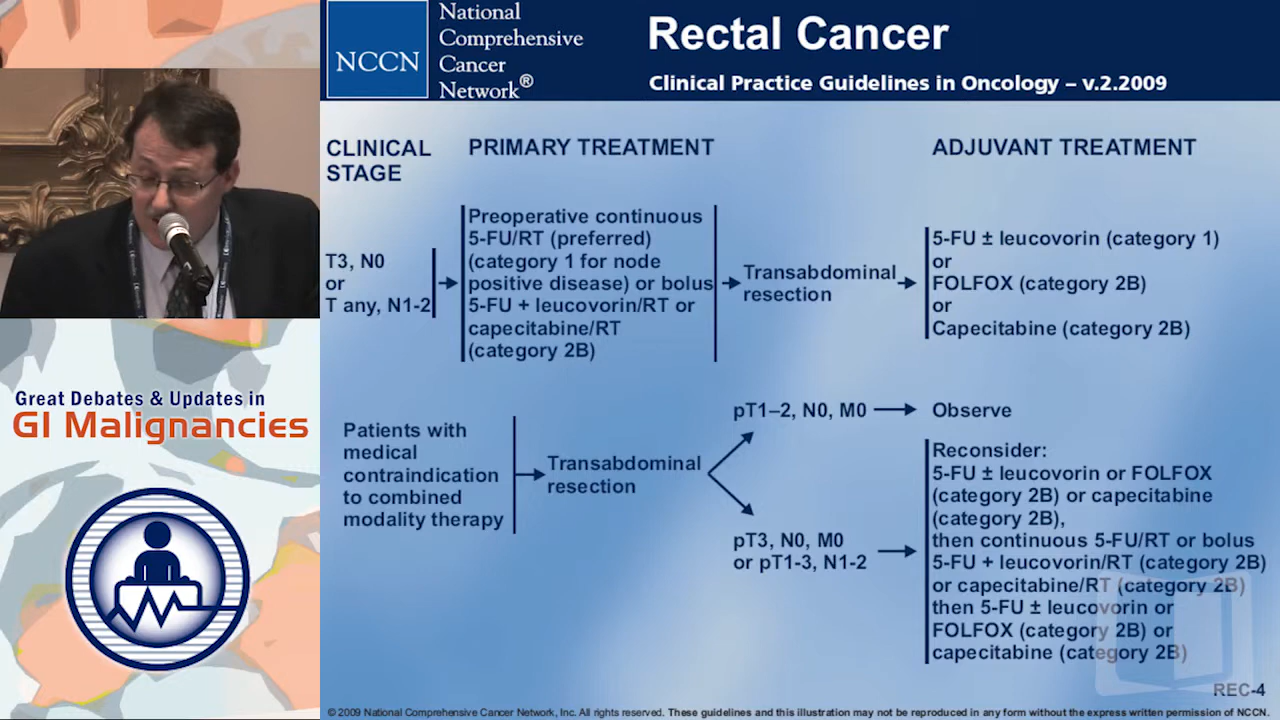 NCCN
National
Comprehensive
Cancer
Network®
Rectal Cancer
Clinical Practice Guidelines in Oncology – v.2.2009
CLINICAL
STAGE
PRIMARY TREATMENT
ADJUVANT TREATMENT
T3, N0
or
T any, N1-2
Preoperative continuous
5-FU/RT (preferred)
(category 1 for node
positive disease) or bolus
5-FU + leucovorin/RT or
capecitabine/RT
(category 2B)
Transabdominal
resection
5-FU ± leucovorin (category 1)
or
FOLFOX (category 2B)
or
Capecitabine (category 2B)
Patients with
medical
contraindication
to combined
modality therapy
Transabdominal
resection
pT1–2, N0, M0
Observe
pT3, N0, M0
or pT1-3, N1-2
Reconsider:
5-FU ± leucovorin or FOLFOX
(category 2B) or capecitabine
(category 2B),
then continuous 5-FU/RT or bolus
5-FU + leucovorin/RT (category 2B)
or capecitabine/RT (category 2B)
then 5-FU ± leucovorin or
FOLFOX (category 2B) or
capecitabine (category 2B)
REC-4
© 2009 National Comprehensive Cancer Network, Inc. All rights reserved. These guidelines and this illustration may not be reproduced in any form without the express written permission of NCCN.
Great Debates & Updates in
GI Malignancies